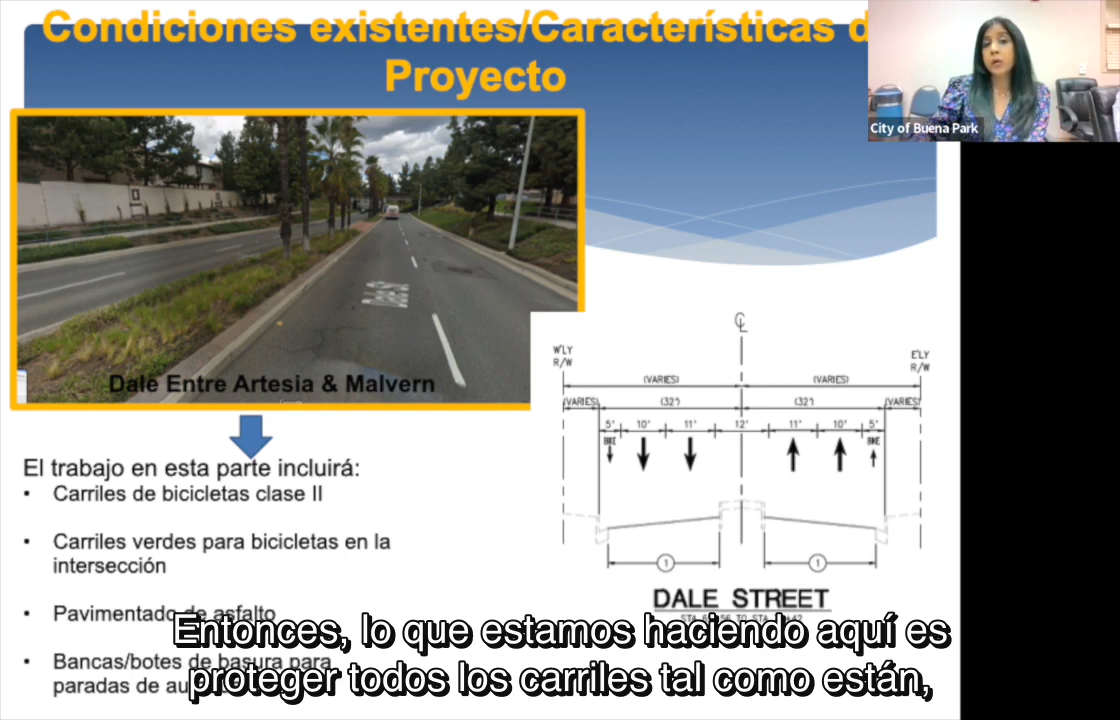 Condiciones existentes/Características
Proyecto
City of Buena Park
Dale St
Dale Entre Artesia & Malvern
El trabajo en esta parte incluirá:
• Carriles de bicicletas clase II
• Carriles verdes para bicicletas en la
intersección
• Pavimentado de asfalto
• Bancas/botes de basura para
paradas de
℄
W'LY
R/W
E'LY
R/W
(VARIES) (VARIES)
(VARIES) (32') (32') (VARIES)
5' 10' 11' 12' 11' 10' 5'
BIKE BIKE
1 1
DALE STREET
Entonces, lo que estamos haciendo aquí es
proteger todos los carriles tal como están,